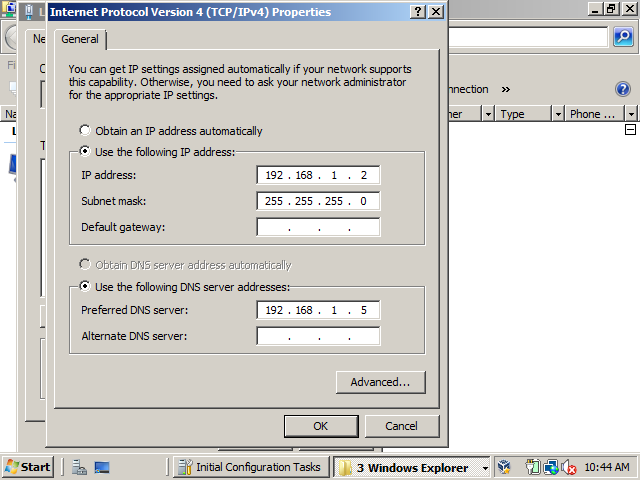 Internet Protocol Version 4 (TCP/IPv4) Properties
General
You can get IP settings assigned automatically if your network supports
this capability. Otherwise, you need to ask your network administrator
for the appropriate IP settings.
Obtain an IP address automatically
Use the following IP address:
IP address: 192 . 168 . 1 . 2
Subnet mask: 255 . 255 . 255 . 0
Default gateway: . . .
Obtain DNS server address automatically
Use the following DNS server addresses:
Preferred DNS server: 192 . 168 . 1 . 5
Alternate DNS server: . . .
Advanced...
OK Cancel
nnection »
Type Phone ...
Start Initial Configuration Tasks 3 Windows Explorer 10:44 AM